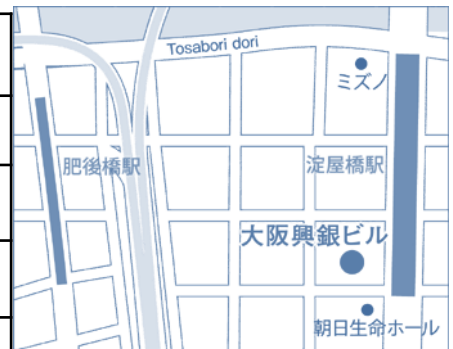 Tosabori dori
ミズノ
肥後橋駅
淀屋橋駅
大阪興銀ビル
朝日生命ホール